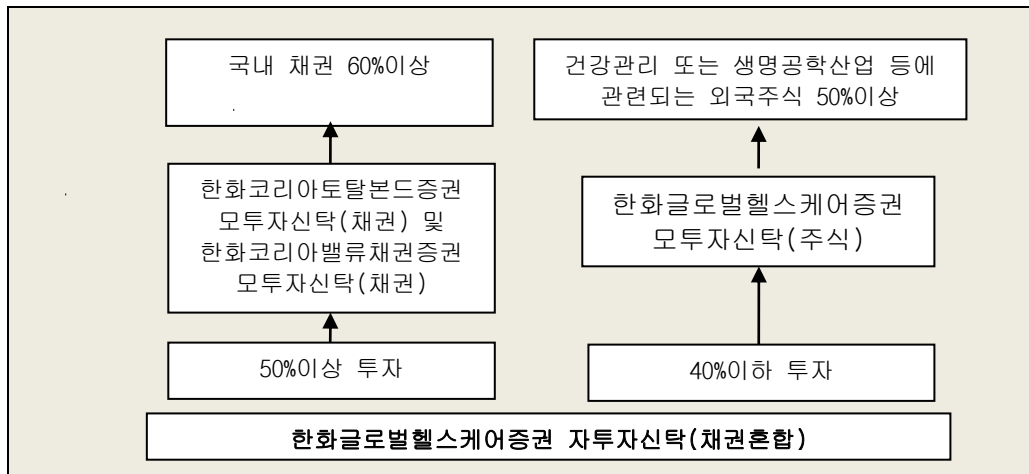 국내 채권 60%이상
건강관리 또는 생명공학산업 등에
관련되는 외국주식 50%이상
한화코리아토탈본드증권
모투자신탁(채권) 및
한화코리아밸류채권증권
모투자신탁(채권)
한화글로벌헬스케어증권
모투자신탁(주식)
50%이상 투자
40%이하 투자
한화글로벌헬스케어증권 자투자신탁(채권혼합)